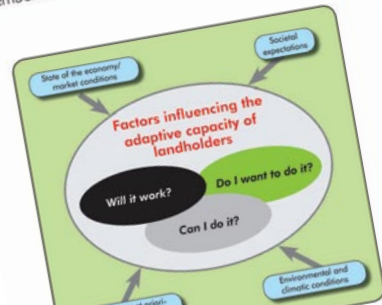 State of the economy/
market conditions
Societal
expectations
Factors influencing the
adaptive capacity of
landholders
Will it work?
Do I want to do it?
Can I do it?
Environmental and
climatic conditions